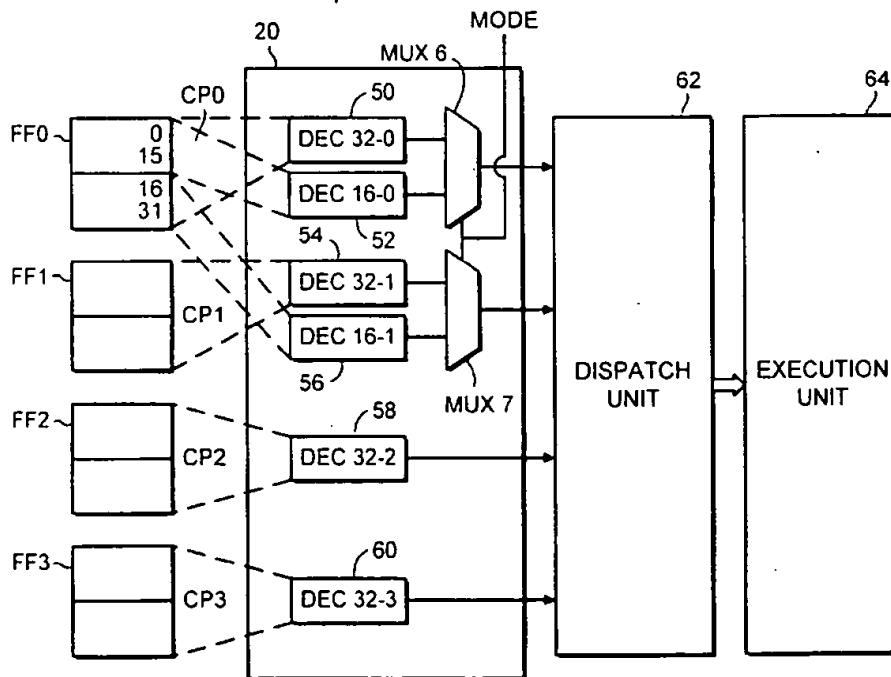 MODE
20
MUX 6
CP0
50
62
64
FF0
0
15
16
31
DEC 32-0
DEC 16-0
52
54
FF1
CP1
DEC 32-1
DEC 16-1
56
MUX 7
DISPATCH
UNIT
EXECUTION
UNIT
FF2
CP2
58
DEC 32-2
FF3
CP3
60
DEC 32-3